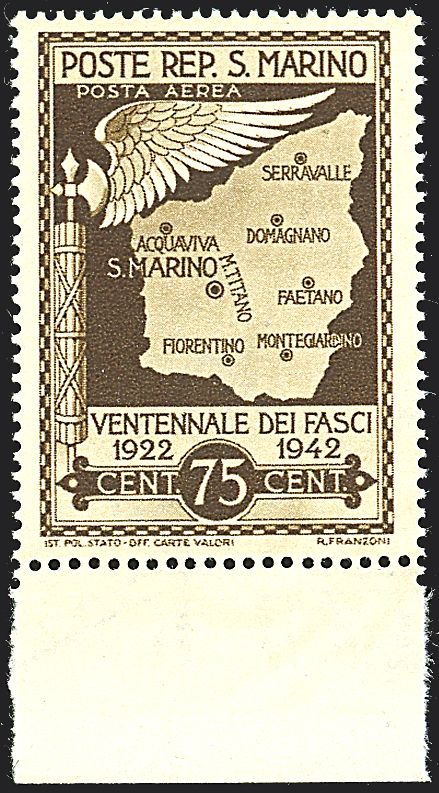 POSTE REP. S. MARINO
POSTA AEREA
SERRAVALLE
DOMAGNANO
ACQUAVIVA
S. MARINO
M. TITANO
FAETANO
FIORENTINO
MONTEGIARDINO
VENTENNALE DEI FASCI
1922 1942
CENT 75 CENT.
IST. POL. STATO-OFF. CARTE VALORI R. FRANZONI